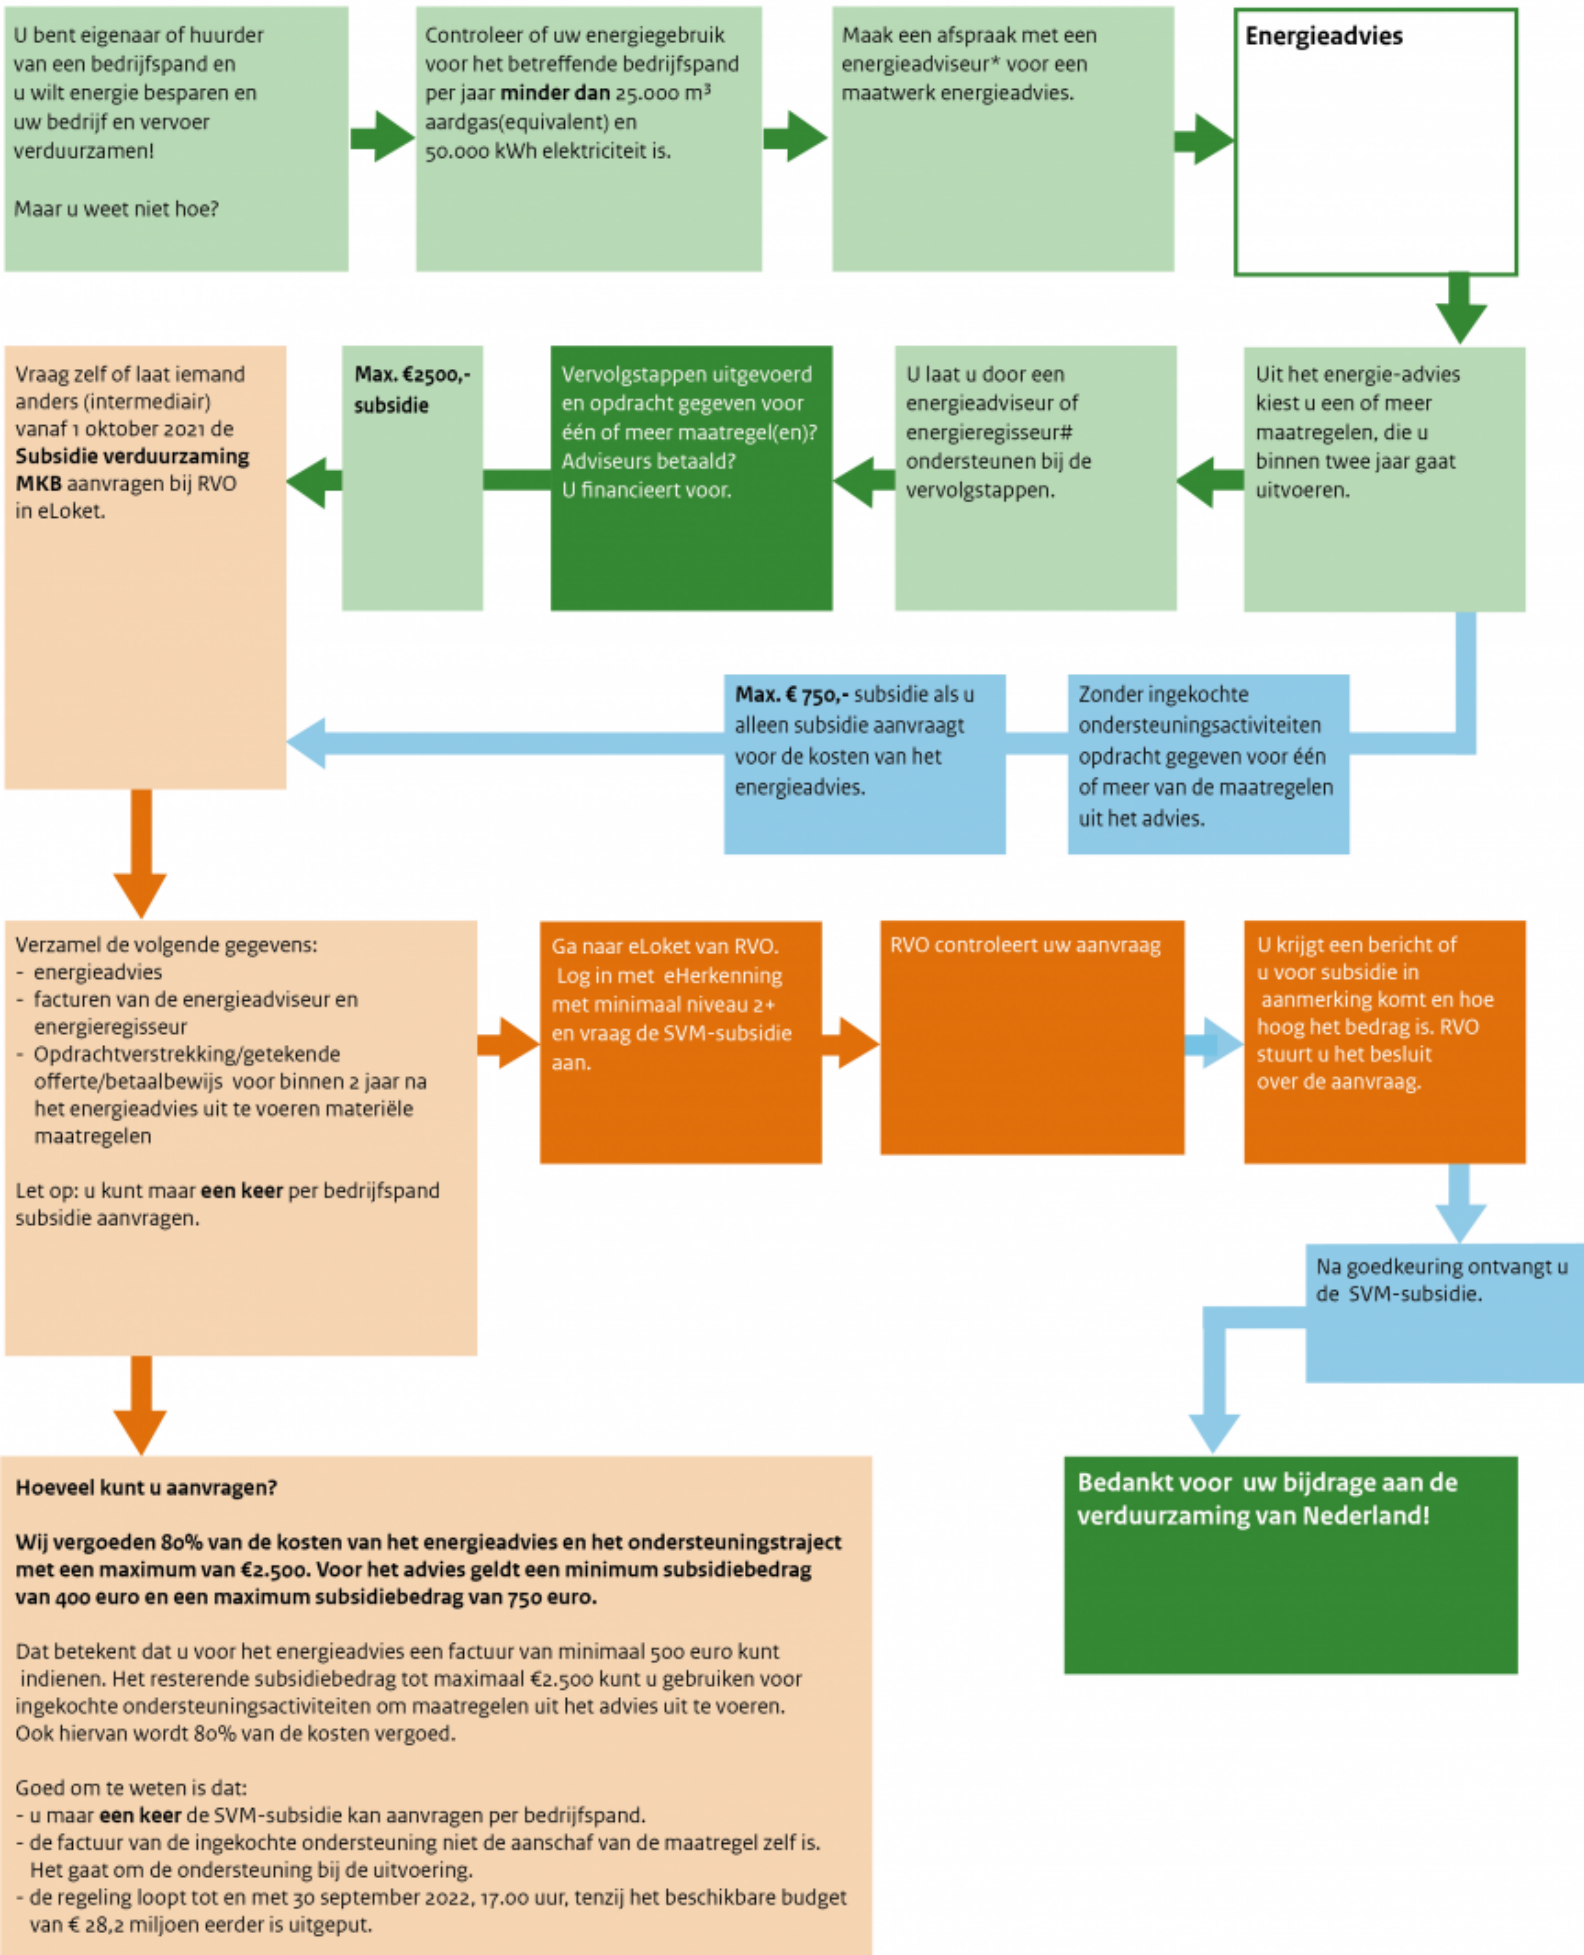 U bent eigenaar of huurder
van een bedrijfspand en
u wilt energie besparen en
uw bedrijf en vervoer
verduurzamen!
Maar u weet niet hoe?
Controleer of uw energiegebruik
voor het betreffende bedrijfspand
per jaar minder dan 25.000 m³
aardgas(equivalent) en
50.000 kWh elektriciteit is.
Maak een afspraak met een
energieadviseur* voor een
maatwerk energieadvies.
Energieadvies
Uit het energie-advies
kiest u een of meer
maatregelen, die u
binnen twee jaar gaat
uitvoeren.
U laat u door een
energieadviseur of
energieregisseur#
ondersteunen bij de
vervolgstappen.
Vervolgstappen uitgevoerd
en opdracht gegeven voor
één of meer maatregel(en)?
Adviseurs betaald?
U financieert voor.
Max. €2500,-
subsidie
Vraag zelf of laat iemand
anders (intermediair)
vanaf 1 oktober 2021 de
Subsidie verduurzaming
MKB aanvragen bij RVO
in eLoket.
Zonder ingekochte
ondersteuningsactiviteiten
opdracht gegeven voor één
of meer van de maatregelen
uit het advies.
Max. € 750,- subsidie als u
alleen subsidie aanvraagt
voor de kosten van het
energieadvies.
Verzamel de volgende gegevens:
- energieadvies
- facturen van de energieadviseur en
energieregisseur
- Opdrachtverstrekking/getekende
offerte/betaalbewijs voor binnen 2 jaar na
het energieadvies uit te voeren materiële
maatregelen
Let op: u kunt maar een keer per bedrijfspand
subsidie aanvragen.
Ga naar eLoket van RVO.
Log in met eHerkenning
met minimaal niveau 2+
en vraag de SVM-subsidie
aan.
RVO controleert uw aanvraag
U krijgt een bericht of
u voor subsidie in
aanmerking komt en hoe
hoog het bedrag is. RVO
stuurt u het besluit
over de aanvraag.
Na goedkeuring ontvangt u
de SVM-subsidie.
Bedankt voor uw bijdrage aan de
verduurzaming van Nederland!
Hoeveel kunt u aanvragen?
Wij vergoeden 80% van de kosten van het energieadvies en het ondersteuningstraject
met een maximum van €2.500. Voor het advies geldt een minimum subsidiebedrag
van 400 euro en een maximum subsidiebedrag van 750 euro.
Dat betekent dat u voor het energieadvies een factuur van minimaal 500 euro kunt
indienen. Het resterende subsidiebedrag tot maximaal €2.500 kunt u gebruiken voor
ingekochte ondersteuningsactiviteiten om maatregelen uit het advies uit te voeren.
Ook hiervan wordt 80% van de kosten vergoed.
Goed om te weten is dat:
- u maar een keer de SVM-subsidie kan aanvragen per bedrijfspand.
- de factuur van de ingekochte ondersteuning niet de aanschaf van de maatregel zelf is.
Het gaat om de ondersteuning bij de uitvoering.
- de regeling loopt tot en met 30 september 2022, 17.00 uur, tenzij het beschikbare budget
van € 28,2 miljoen eerder is uitgeput.